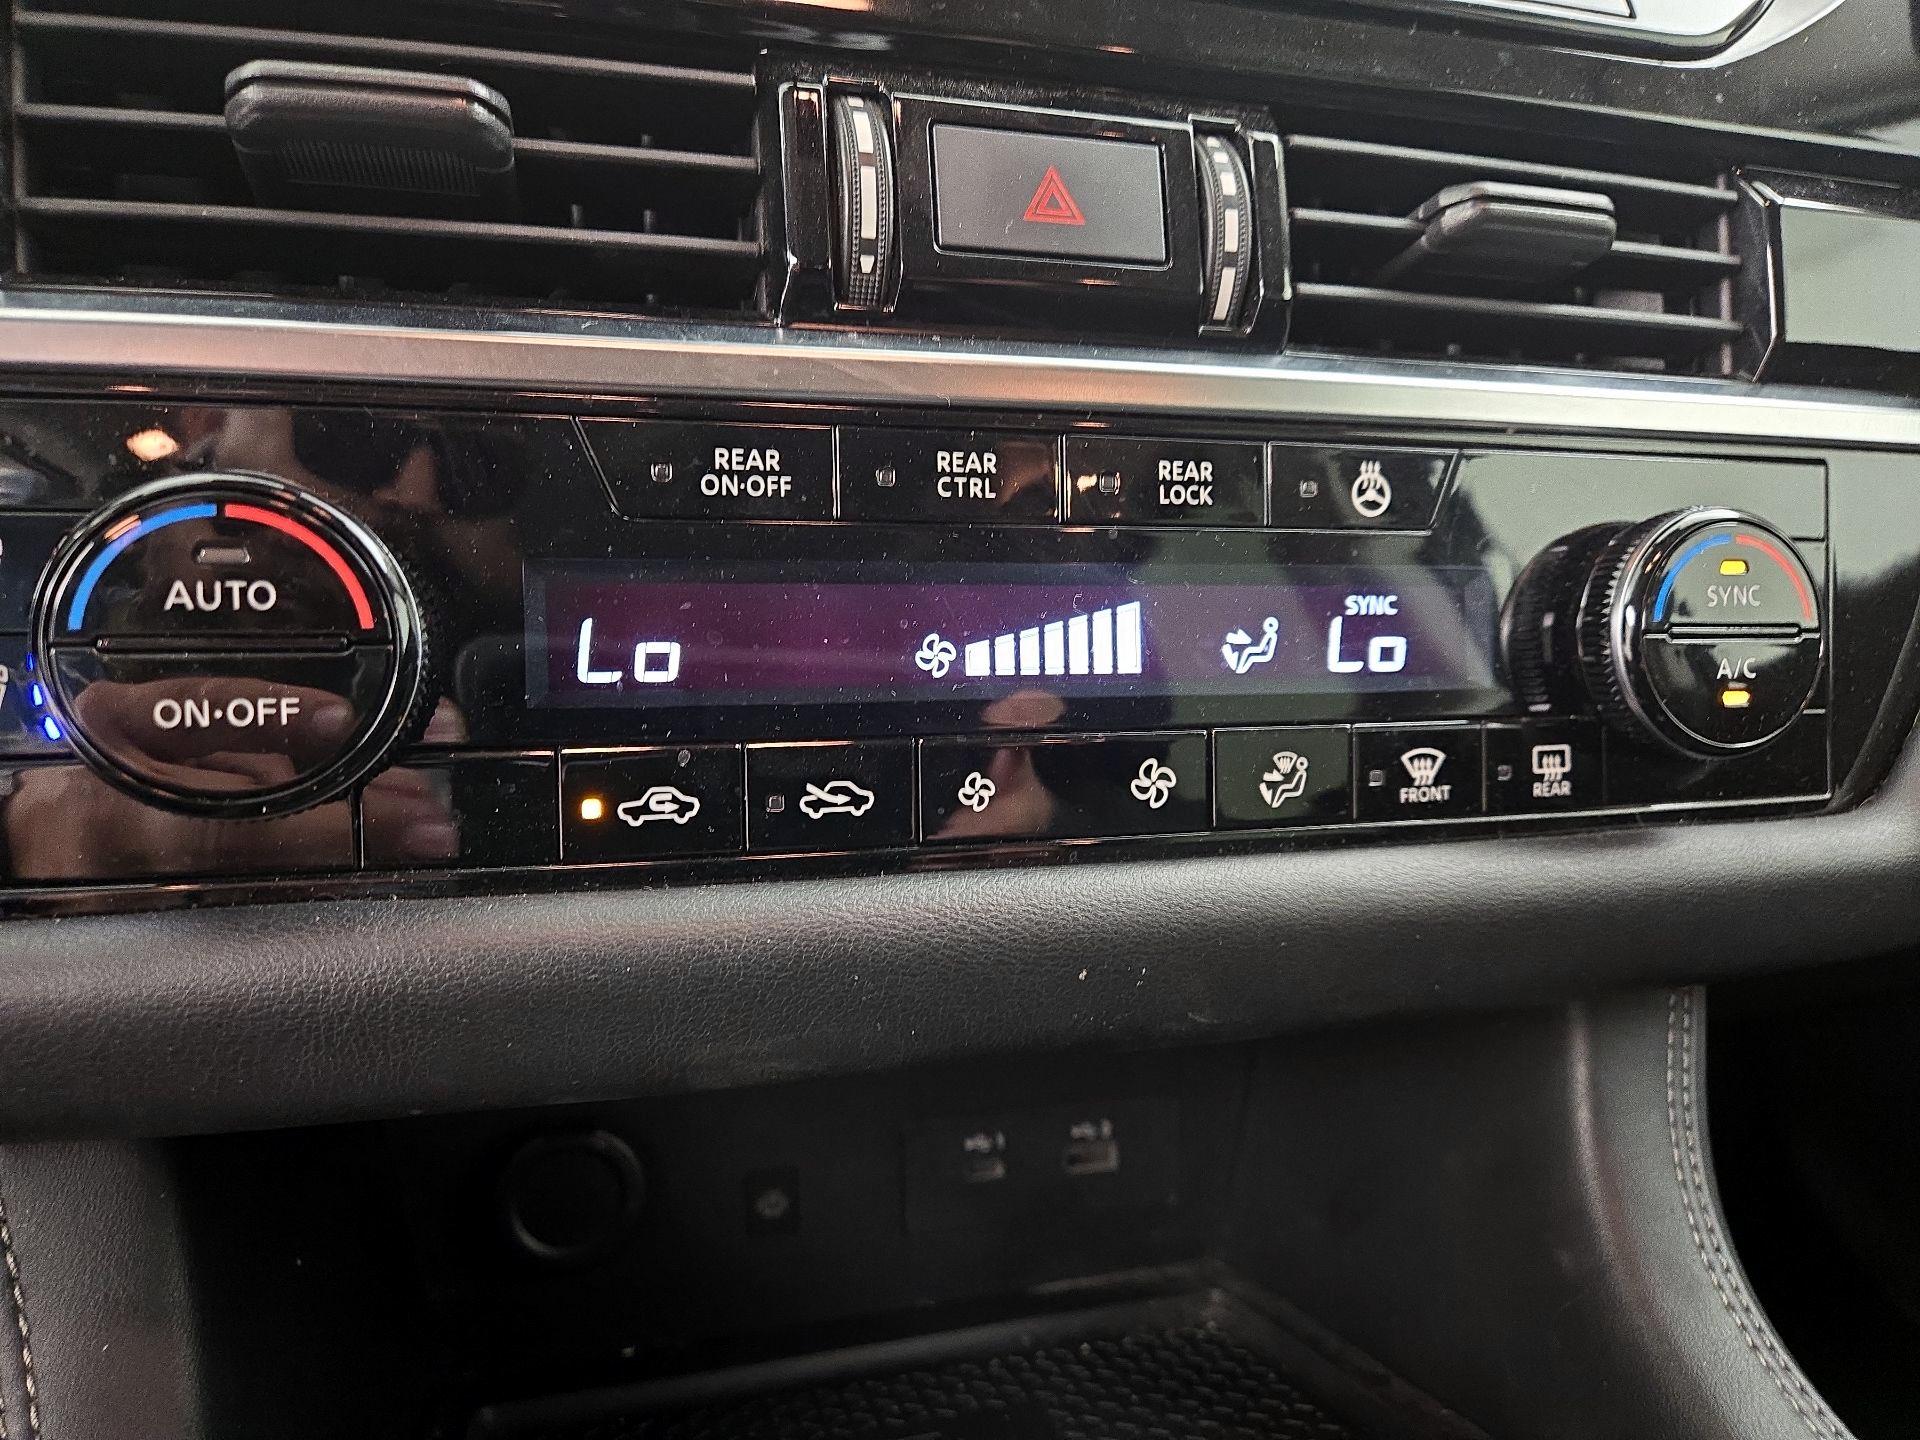 REAR
ON·OFF
REAR
CTRL
REAR
LOCK
AUTO
ON·OFF
Lo
SYNC
Lo
SYNC
A/C
FRONT
REAR